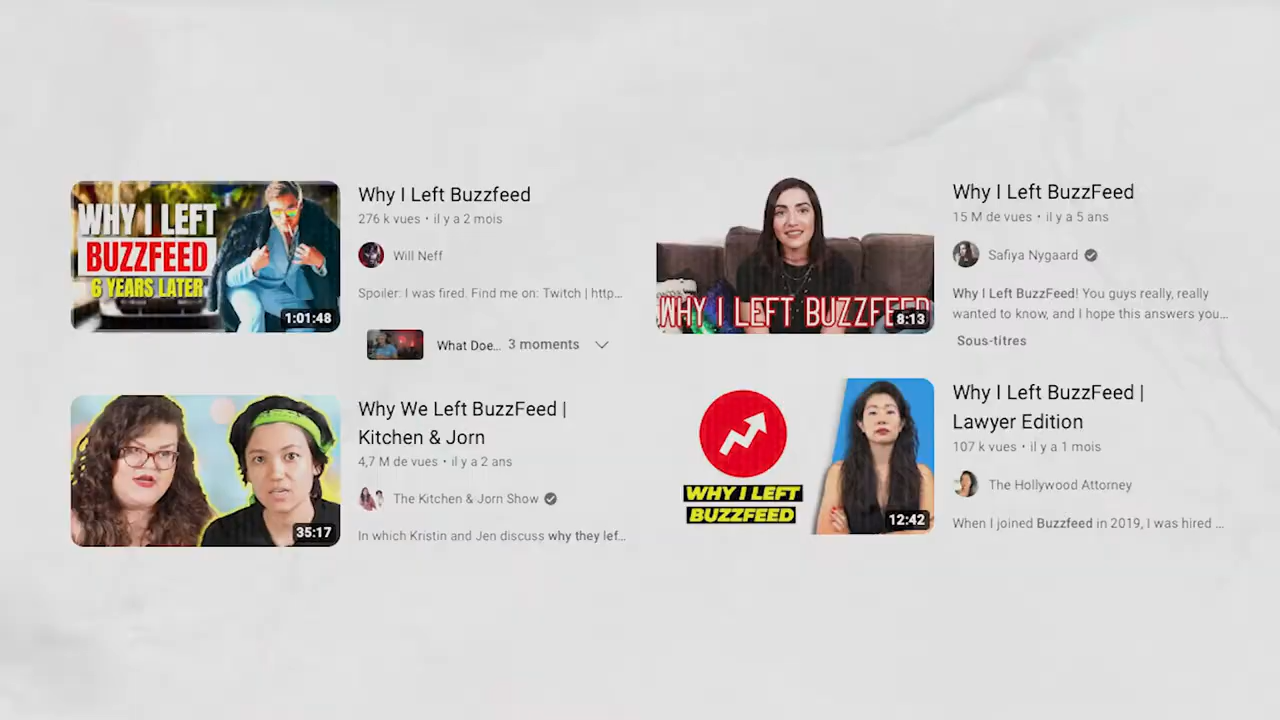 WHY I LEFT
BUZZFEED
6 YEARS LATER
1:01:48
Why I Left Buzzfeed
276 k vues • il y a 2 mois
Will Neff
Spoiler: I was fired. Find me on: Twitch | http...
What Doe... 3 moments
35:17
Why We Left BuzzFeed |
Kitchen & Jorn
4,7 M de vues • il y a 2 ans
The Kitchen & Jorn Show
In which Kristin and Jen discuss why they lef...
WHY I LEFT BUZZFEED
8:13
Why I Left BuzzFeed
15 M de vues • il y a 5 ans
Safiya Nygaard
Why I Left BuzzFeed! You guys really, really
wanted to know, and I hope this answers you...
Sous-titres
WHY I LEFT
BUZZFEED
12:42
Why I Left BuzzFeed |
Lawyer Edition
107 k vues • il y a 1 mois
The Hollywood Attorney
When I joined Buzzfeed in 2019, I was hired ...